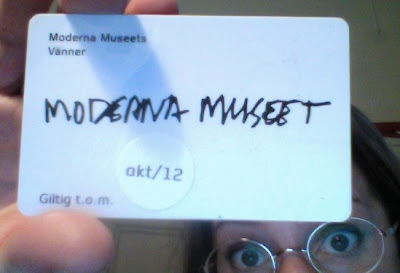 Moderna Museets
Vänner
MODERNA MUSEET
okt/12
Giltig t.o.m.